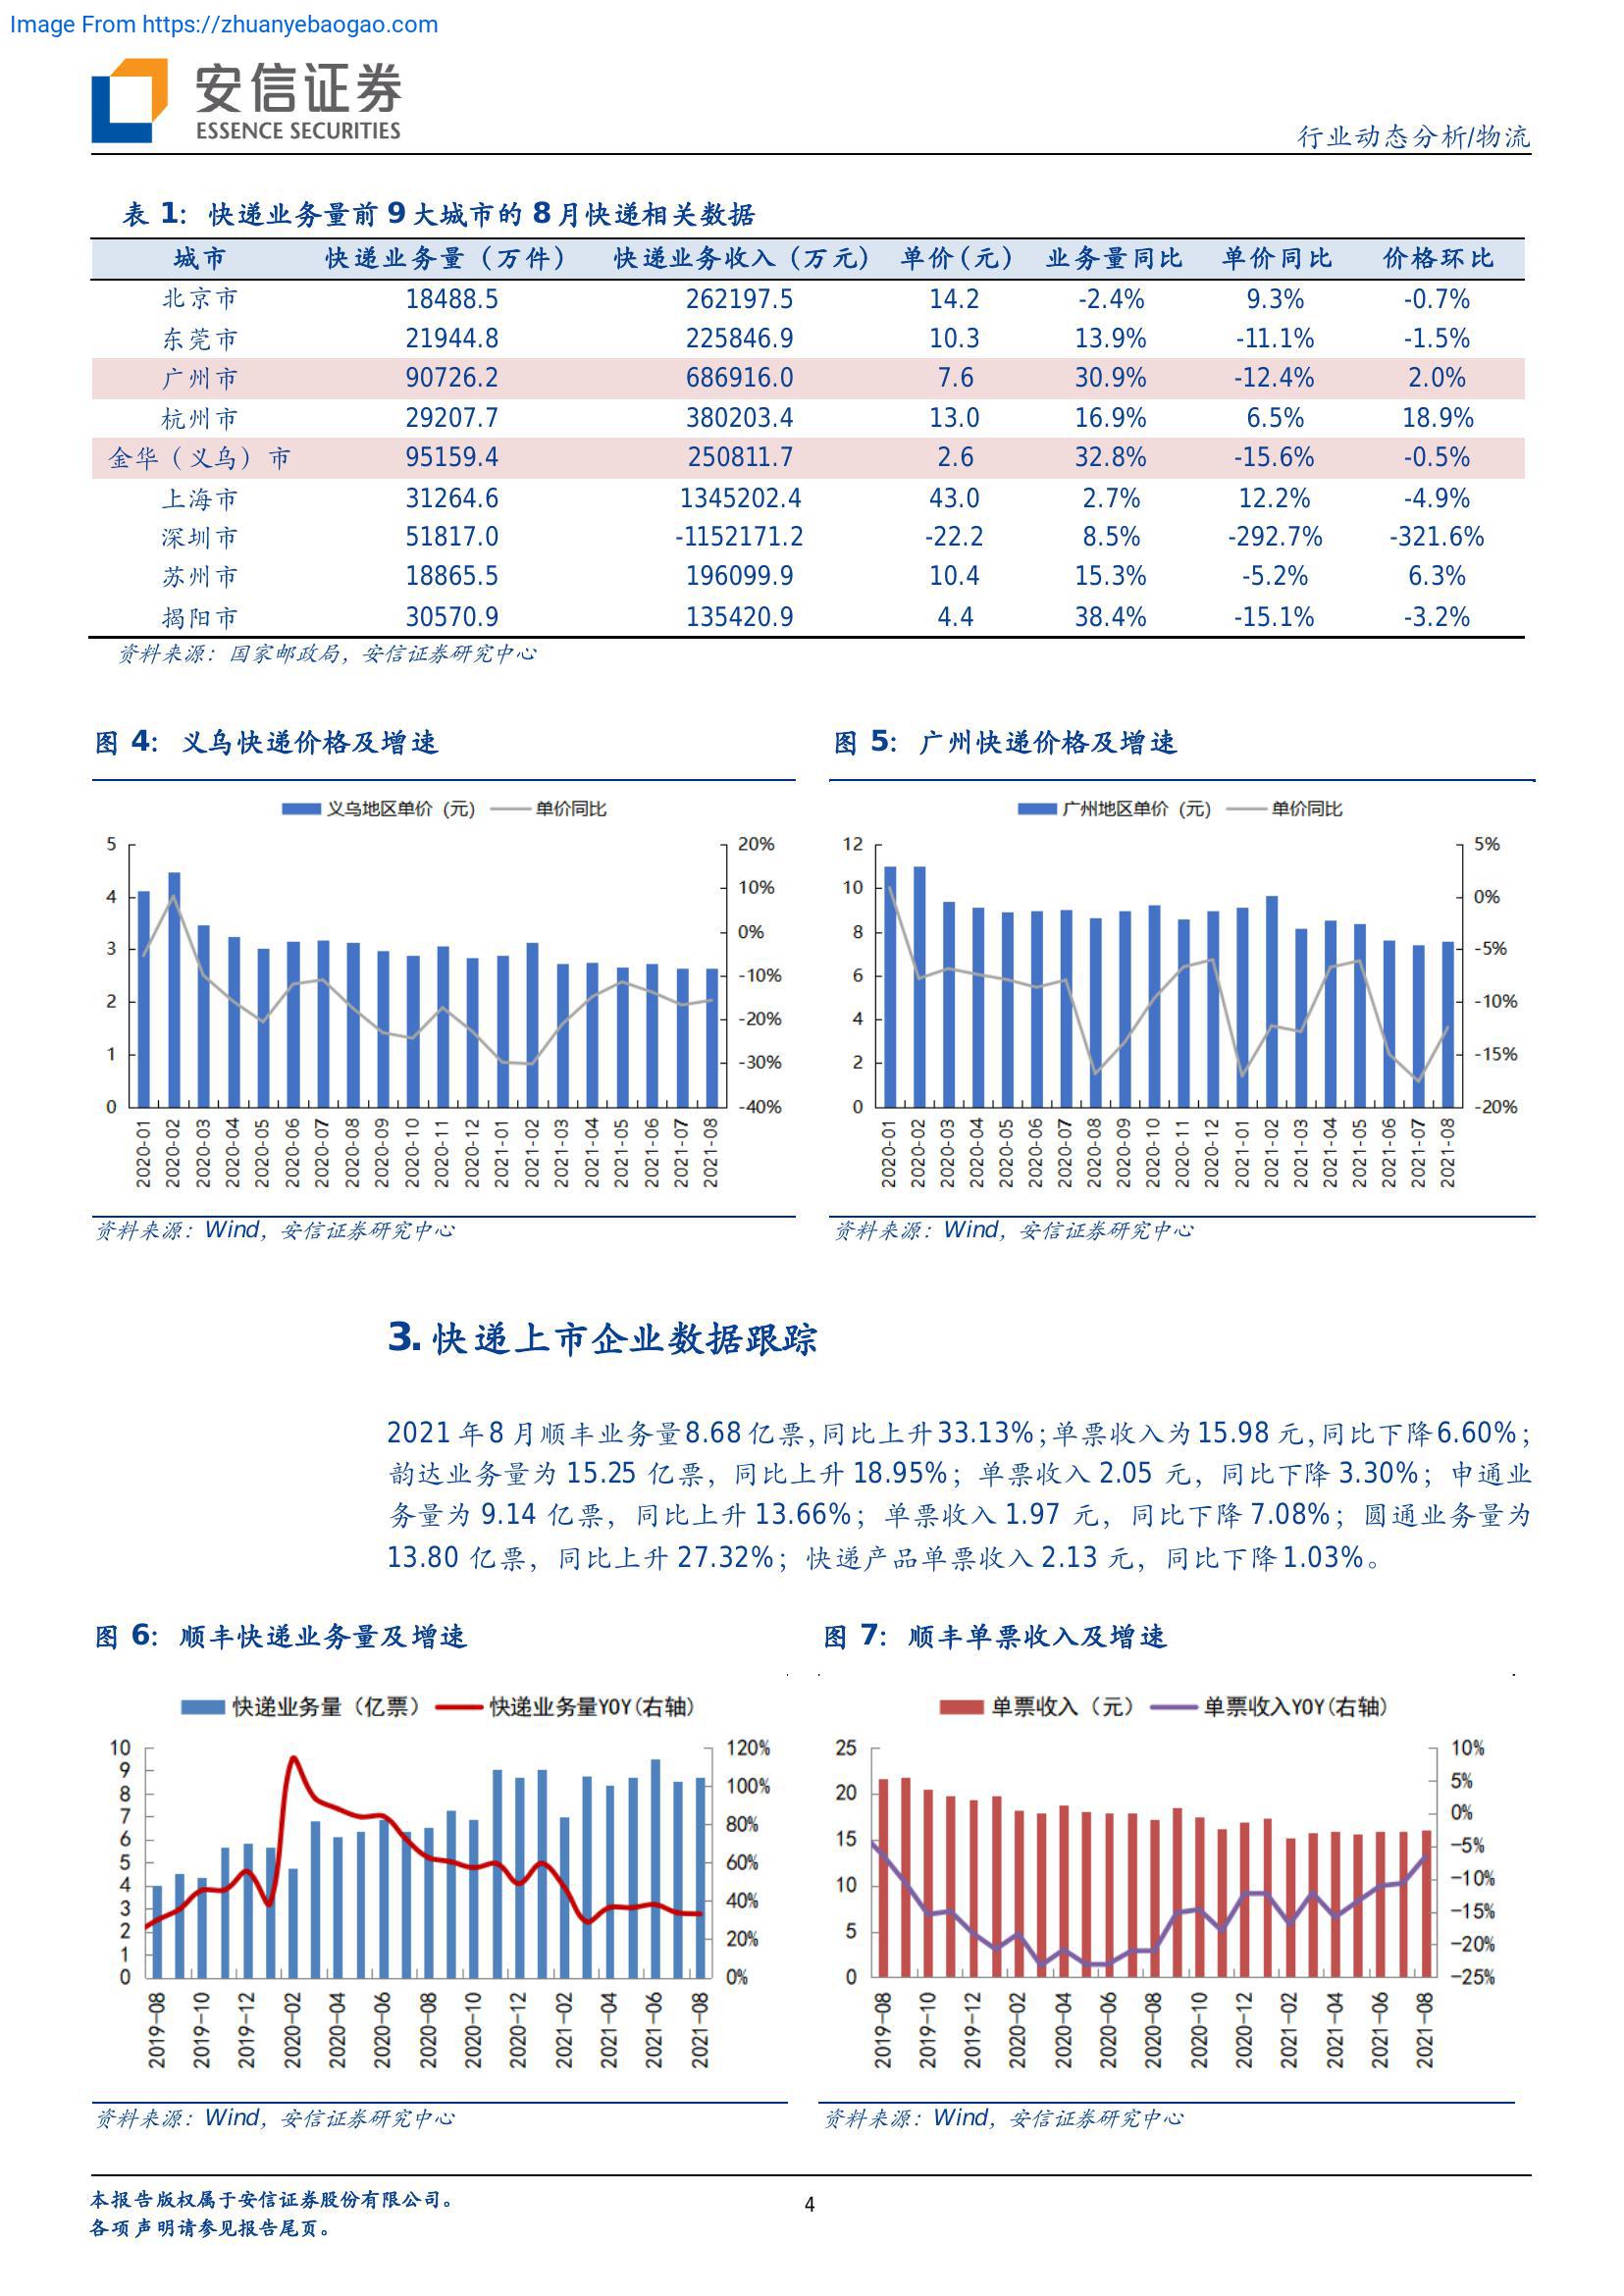 Image From https://zhuanyebaogao.com
安信证券
ESSENCE SECURITIES
行业动态分析/物流
表 1： 快递业务量前 9 大城市的 8 月快递相关数据
城市 快递业务量（万件） 快递业务收入（万元） 单价(元) 业务量同比 单价同比 价格环比
北京市 18488.5 262197.5 14.2 -2.4% 9.3% -0.7%
东莞市 21944.8 225846.9 10.3 13.9% -11.1% -1.5%
广州市 90726.2 686916.0 7.6 30.9% -12.4% 2.0%
杭州市 29207.7 380203.4 13.0 16.9% 6.5% 18.9%
金华（义乌）市 95159.4 250811.7 2.6 32.8% -15.6% -0.5%
上海市 31264.6 1345202.4 43.0 2.7% 12.2% -4.9%
深圳市 51817.0 -1152171.2 -22.2 8.5% -292.7% -321.6%
苏州市 18865.5 196099.9 10.4 15.3% -5.2% 6.3%
揭阳市 30570.9 135420.9 4.4 38.4% -15.1% -3.2%
资料来源：国家邮政局，安信证券研究中心
图 4： 义乌快递价格及增速
义乌地区单价 (元) 单价同比
5 4 3 2 1 0
20% 10% 0% -10% -20% -30% -40%
2020-01 2020-02 2020-03 2020-04 2020-05 2020-06 2020-07 2020-08 2020-09 2020-10 2020-11 2020-12 2021-01 2021-02 2021-03 2021-04 2021-05 2021-06 2021-07 2021-08
资料来源：Wind，安信证券研究中心
图 5： 广州快递价格及增速
广州地区单价 (元) 单价同比
12 10 8 6 4 2 0
5% 0% -5% -10% -15% -20%
2020-01 2020-02 2020-03 2020-04 2020-05 2020-06 2020-07 2020-08 2020-09 2020-10 2020-11 2020-12 2021-01 2021-02 2021-03 2021-04 2021-05 2021-06 2021-07 2021-08
资料来源：Wind，安信证券研究中心
3. 快递上市企业数据跟踪
2021 年 8 月顺丰业务量 8.68 亿票，同比上升 33.13%；单票收入为 15.98 元，同比下降 6.60%；
韵达业务量为 15.25 亿票，同比上升 18.95%；单票收入 2.05 元，同比下降 3.30%；申通业
务量为 9.14 亿票，同比上升 13.66%；单票收入 1.97 元，同比下降 7.08%；圆通业务量为
13.80 亿票，同比上升 27.32%；快递产品单票收入 2.13 元，同比下降 1.03%。
图 6： 顺丰快递业务量及增速
快递业务量（亿票） 快递业务量YOY(右轴)
10 9 8 7 6 5 4 3 2 1 0
120% 100% 80% 60% 40% 20% 0%
2019-08 2019-10 2019-12 2020-02 2020-04 2020-06 2020-08 2020-10 2020-12 2021-02 2021-04 2021-06 2021-08
资料来源：Wind，安信证券研究中心
图 7： 顺丰单票收入及增速
单票收入（元） 单票收入YOY(右轴)
25 20 15 10 5 0
10% 5% 0% -5% -10% -15% -20% -25%
2019-08 2019-10 2019-12 2020-02 2020-04 2020-06 2020-08 2020-10 2020-12 2021-02 2021-04 2021-06 2021-08
资料来源：Wind，安信证券研究中心
本报告版权属于安信证券股份有限公司。
各项声明请参见报告尾页。
4